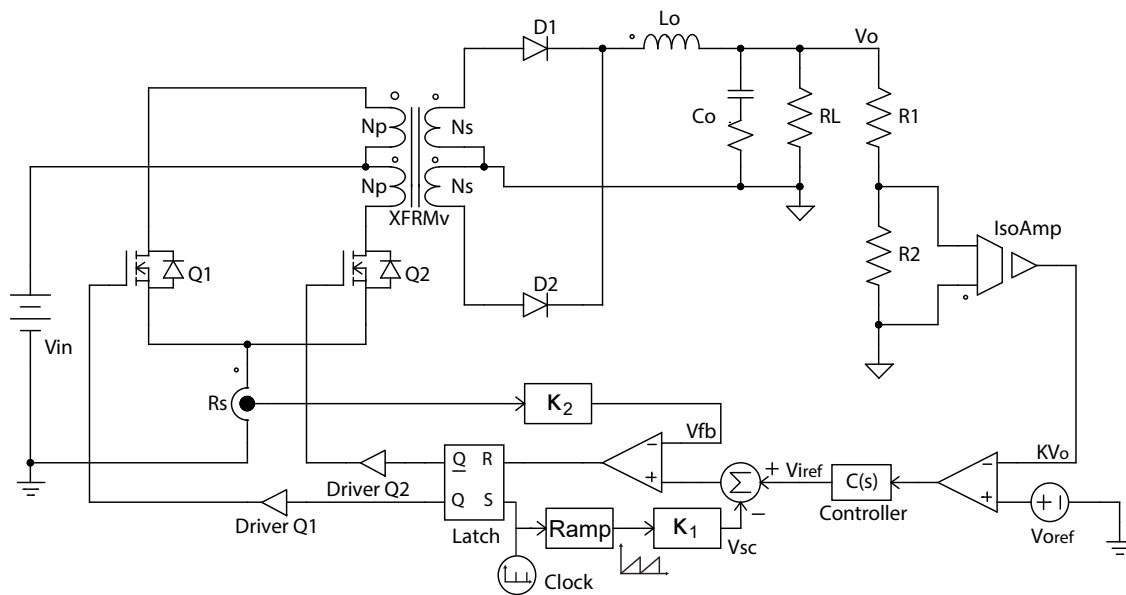 D1
Lo
Vo
Np
Ns
Co
RL
R1
Np
Ns
XFRMv
IsoAmp
Q1
Q2
R2
D2
Vin
Rs
K2
Vfb
KVo
Q
R
+
Viref
C(s)
Driver Q2
Q
S
Σ
Controller
Voref
Driver Q1
Latch
Ramp
K1
Vsc
Clock